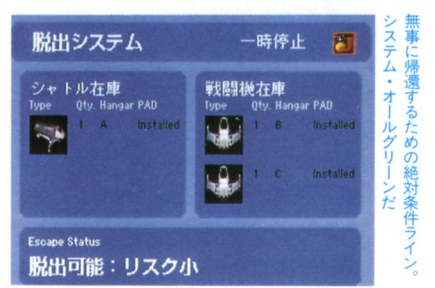 脱出システム 一時停止
シャトル在庫
Type Qty. Hangar PAD
1 A Installed
戦闘機在庫
Type Qty. Hangar PAD
1 B Installed
1 C Installed
Escape Status
脱出可能：リスク小
無事に帰還するための絶対条件ライン。
システム・オールグリーンだ